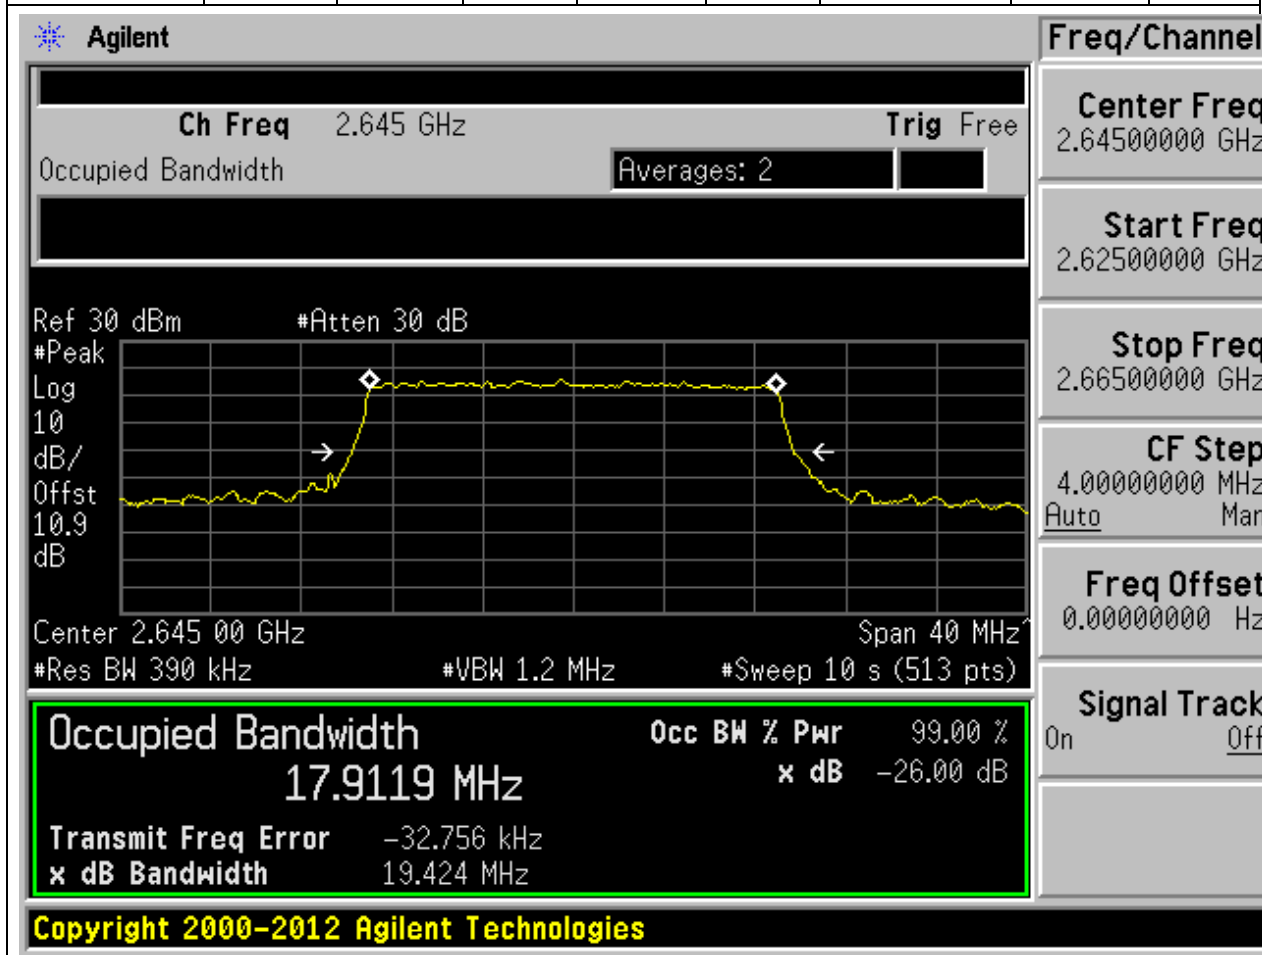 Agilent
Freq/Channel
Ch Freq 2.645 GHz Trig Free
Occupied Bandwidth Averages: 2
Center Freq
2.64500000 GHz
Start Freq
2.62500000 GHz
Stop Freq
2.66500000 GHz
CF Step
4.00000000 MHz
Auto Man
Freq Offset
0.00000000 Hz
Signal Track
On Off
Ref 30 dBm #Atten 30 dB
#Peak
Log
10
dB/
Offst
10.9
dB
Center 2.645 00 GHz Span 40 MHz^
#Res BW 390 kHz #VBW 1.2 MHz #Sweep 10 s (513 pts)
Occupied Bandwidth Occ BW % Pwr 99.00 %
17.9119 MHz x dB -26.00 dB
Transmit Freq Error -32.756 kHz
x dB Bandwidth 19.424 MHz
Copyright 2000-2012 Agilent Technologies